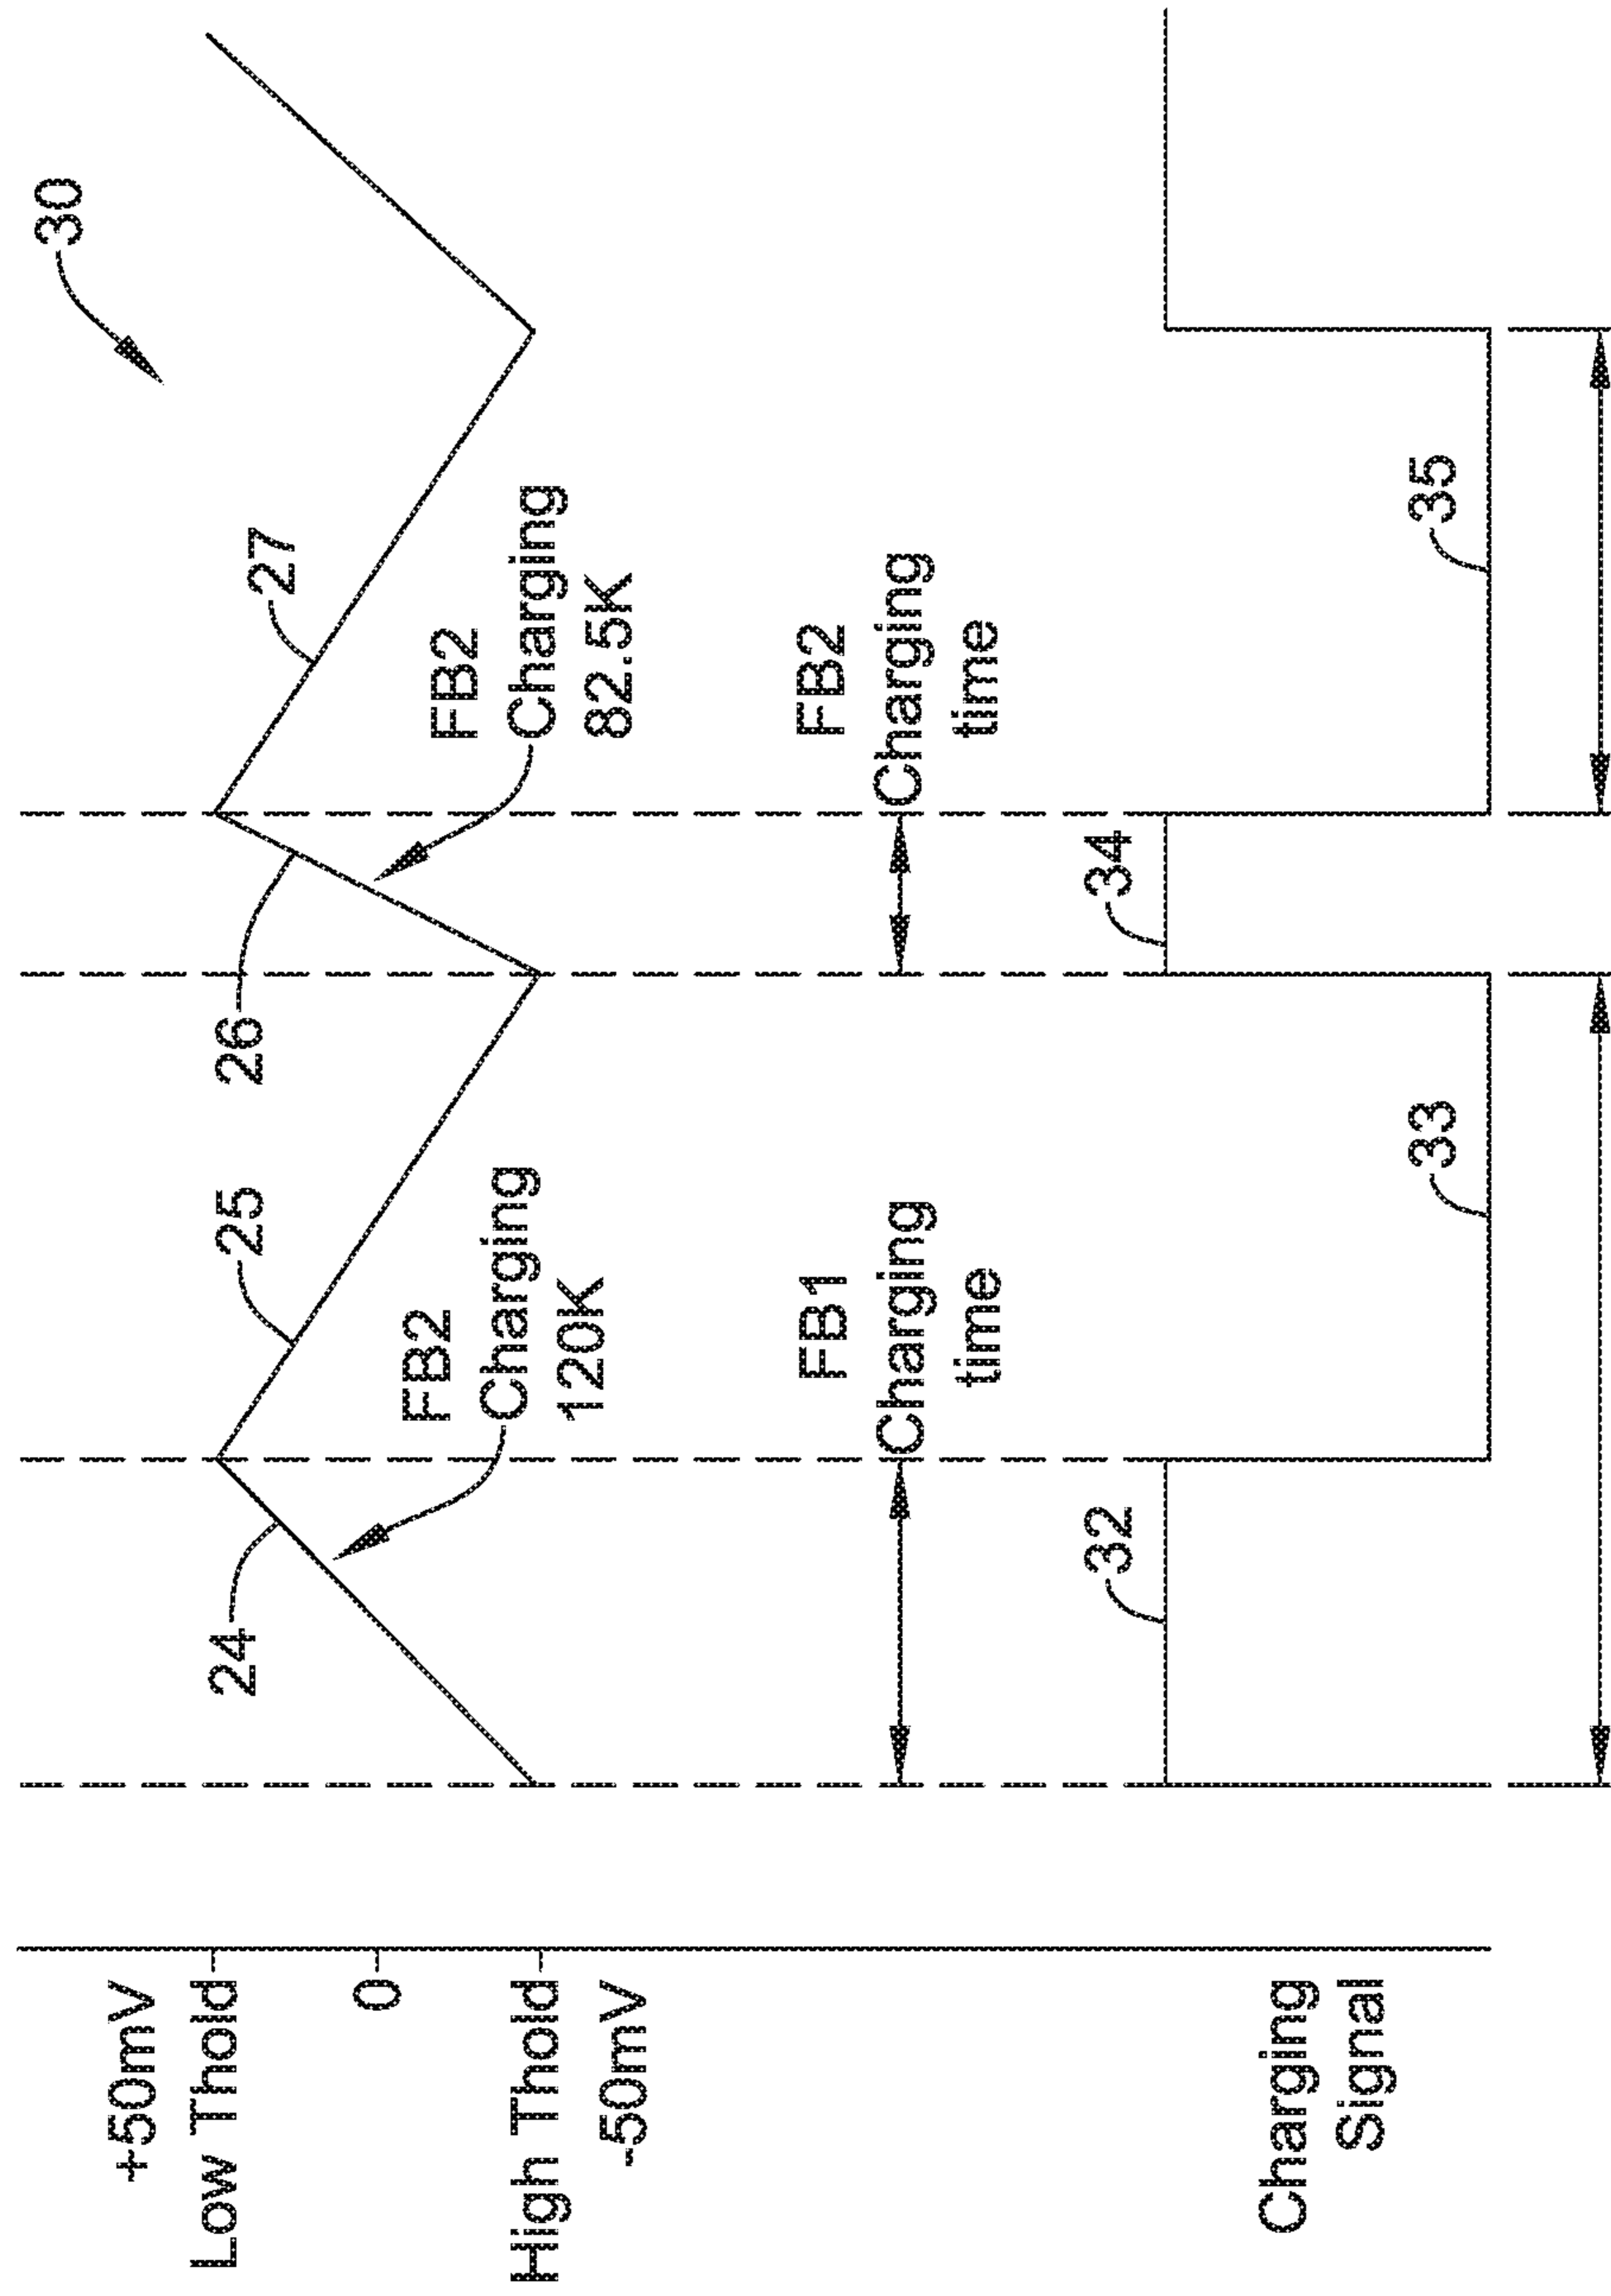 30
+50mV
Low Thold
0
High Thold
-50mV
24
25
26
27
FB2
Charging
120K
FB2
Charging
82.5K
FB1
Charging
time
FB2
Charging
time
Charging
Signal
32
33
34
35